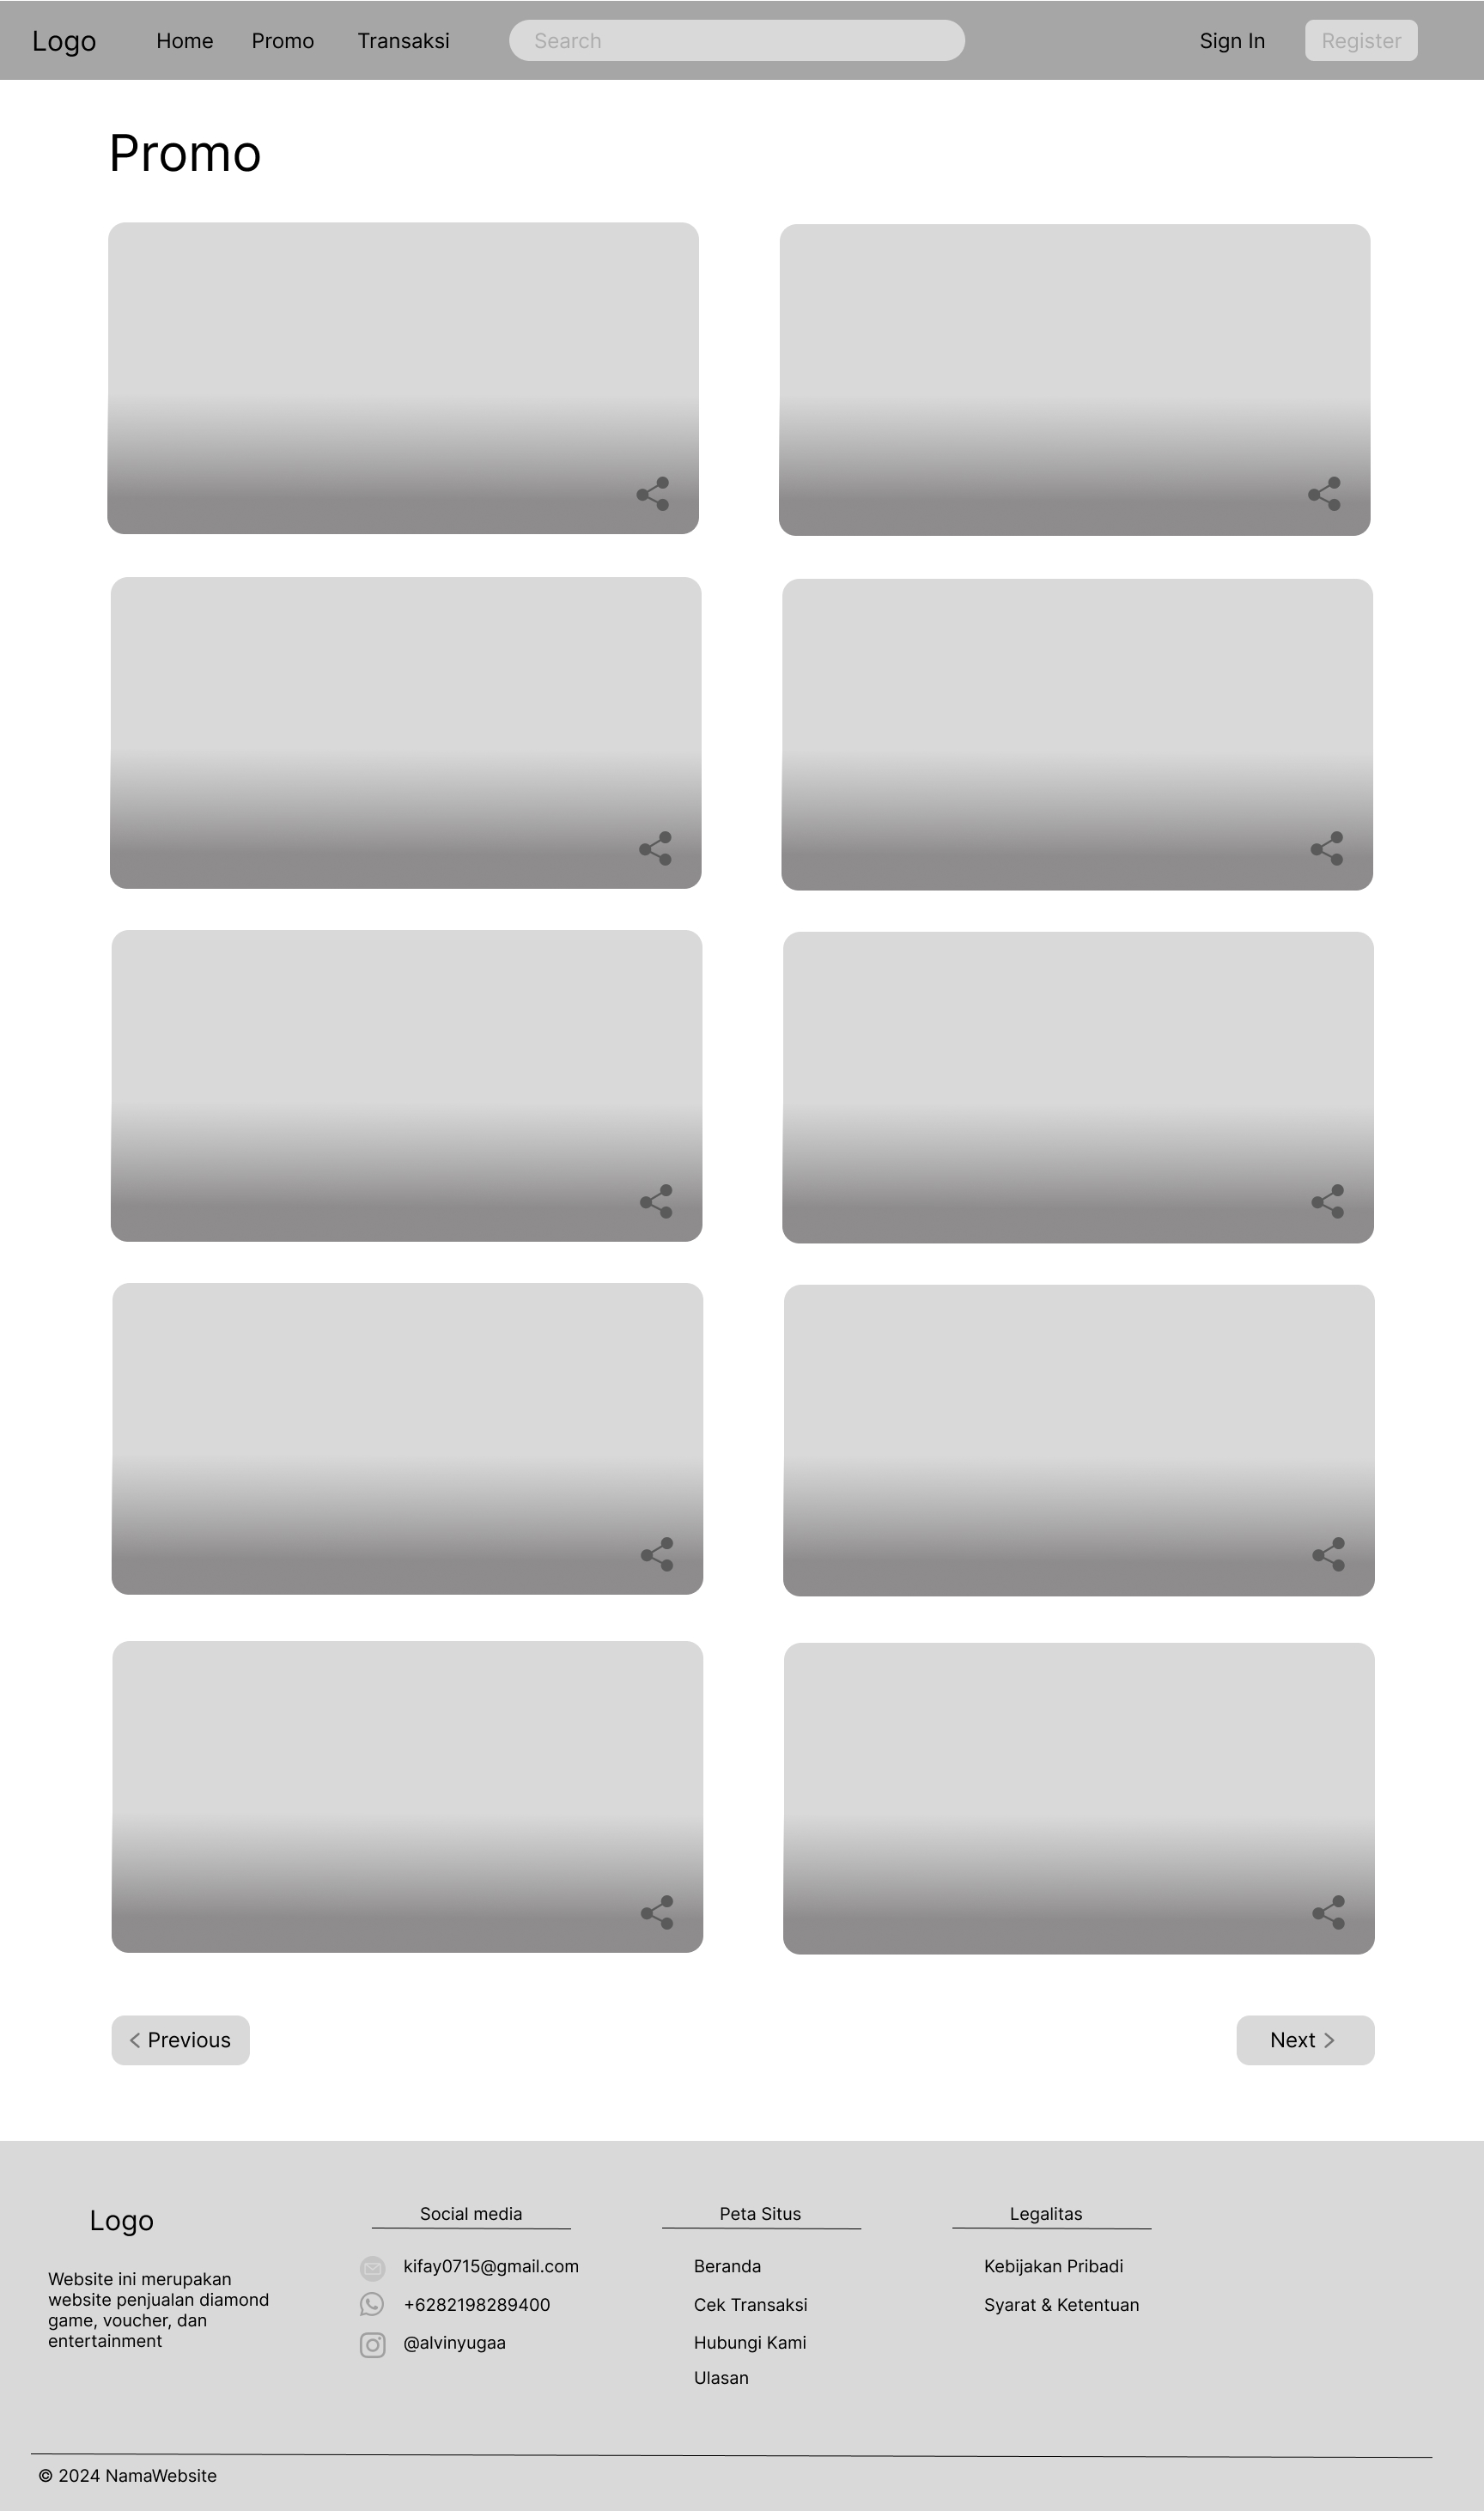 Logo
Home
Promo
Transaksi
Search
Sign In
Register
Promo
Previous
Next
Logo
Website ini merupakan
website penjualan diamond
game, voucher, dan
entertainment
Social media
kifay0715@gmail.com
+6282198289400
@alvinyugaa
Peta Situs
Beranda
Cek Transaksi
Hubungi Kami
Ulasan
Legalitas
Kebijakan Pribadi
Syarat & Ketentuan
© 2024 NamaWebsite